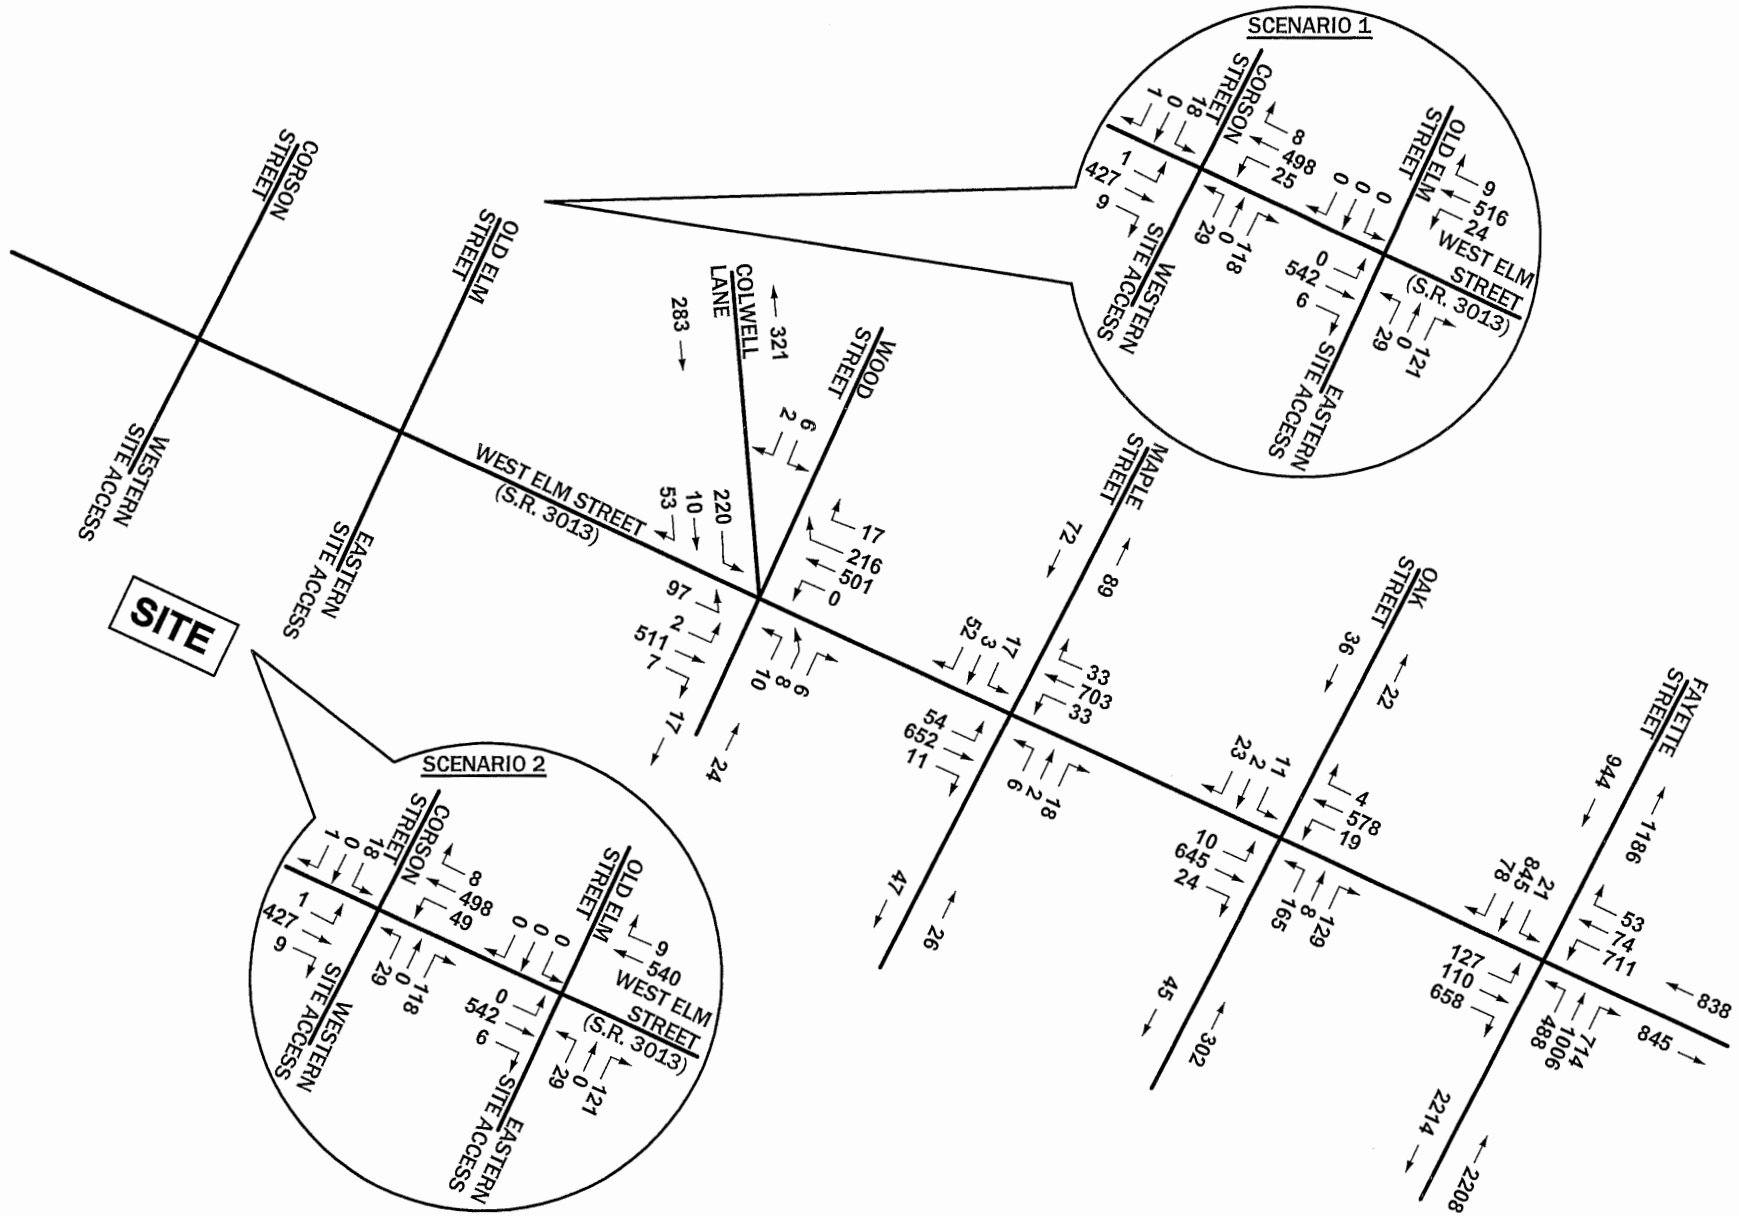 SCENARIO 1
CORSON
STREET
1
0
18
8
498
25
1
427
9
29
0
118
WESTERN
SITE ACCESS
OLD ELM
STREET
0
0
0
9
516
24
WEST ELM
STREET
(S.R. 3013)
0
542
6
29
0
121
EASTERN
SITE ACCESS
CORSON
STREET
WESTERN
SITE ACCESS
OLD ELM
STREET
EASTERN
SITE ACCESS
WEST ELM STREET
(S.R. 3013)
SITE
COLWELL
LANE
283
321
WOOD
STREET
2
6
53
10
220
17
216
501
0
97
2
511
7
10
8
6
17
24
MAPLE
STREET
72
89
52
3
17
33
703
33
54
652
11
6
2
18
47
26
OAK
STREET
36
22
23
2
11
4
578
19
10
645
24
165
8
129
45
302
FAYETTE
STREET
944
1186
78
845
21
53
74
711
127
110
658
488
1006
714
838
845
2214
2208
SCENARIO 2
CORSON
STREET
1
0
18
8
498
49
1
427
9
29
0
118
WESTERN
SITE ACCESS
OLD ELM
STREET
0
0
0
9
540
WEST ELM
STREET
(S.R. 3013)
0
542
6
29
0
121
EASTERN
SITE ACCESS